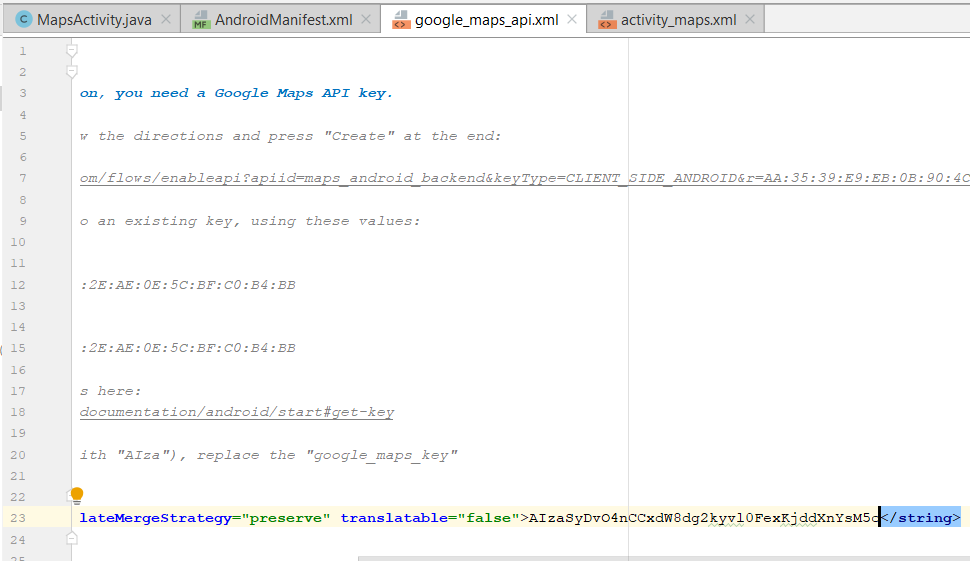 MapsActivity.java AndroidManifest.xml google_maps_api.xml activity_maps.xml
1
2
3 on, you need a Google Maps API key.
4
5 w the directions and press "Create" at the end:
6
7 om/flows/enableapi?apiid=maps_android_backend&keyType=CLIENT_SIDE_ANDROID&r=AA:35:39:E9:EB:0B:90:4C
8
9 o an existing key, using these values:
10
11
12 :2E:AE:0E:5C:BF:C0:B4:BB
13
14
15 :2E:AE:0E:5C:BF:C0:B4:BB
16
17 s here:
18 documentation/android/start#get-key
19
20 ith "AIza"), replace the "google_maps_key"
21
22
23 lateMergeStrategy="preserve" translatable="false">AIzaSyDvO4nCCxdW8dg2kyvl0FexKjddXnYsM5c</string>
24
25